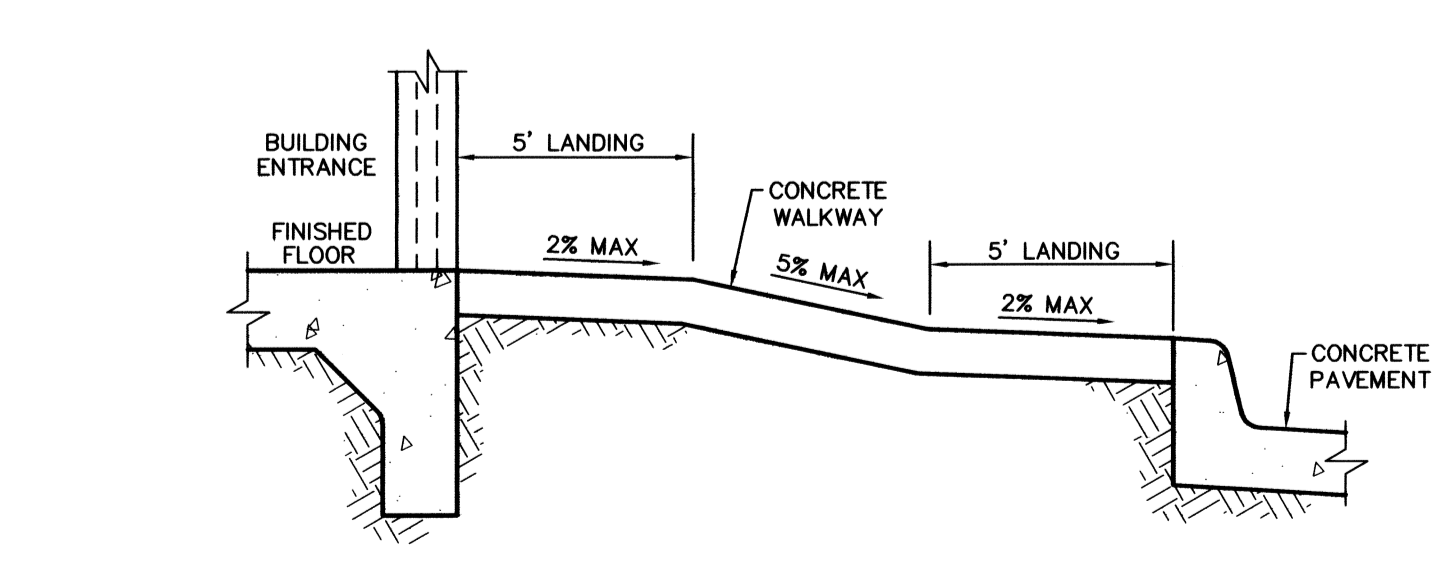 BUILDING
ENTRANCE
5' LANDING
CONCRETE
WALKWAY
FINISHED
FLOOR
2% MAX
5% MAX
5' LANDING
2% MAX
CONCRETE
PAVEMENT